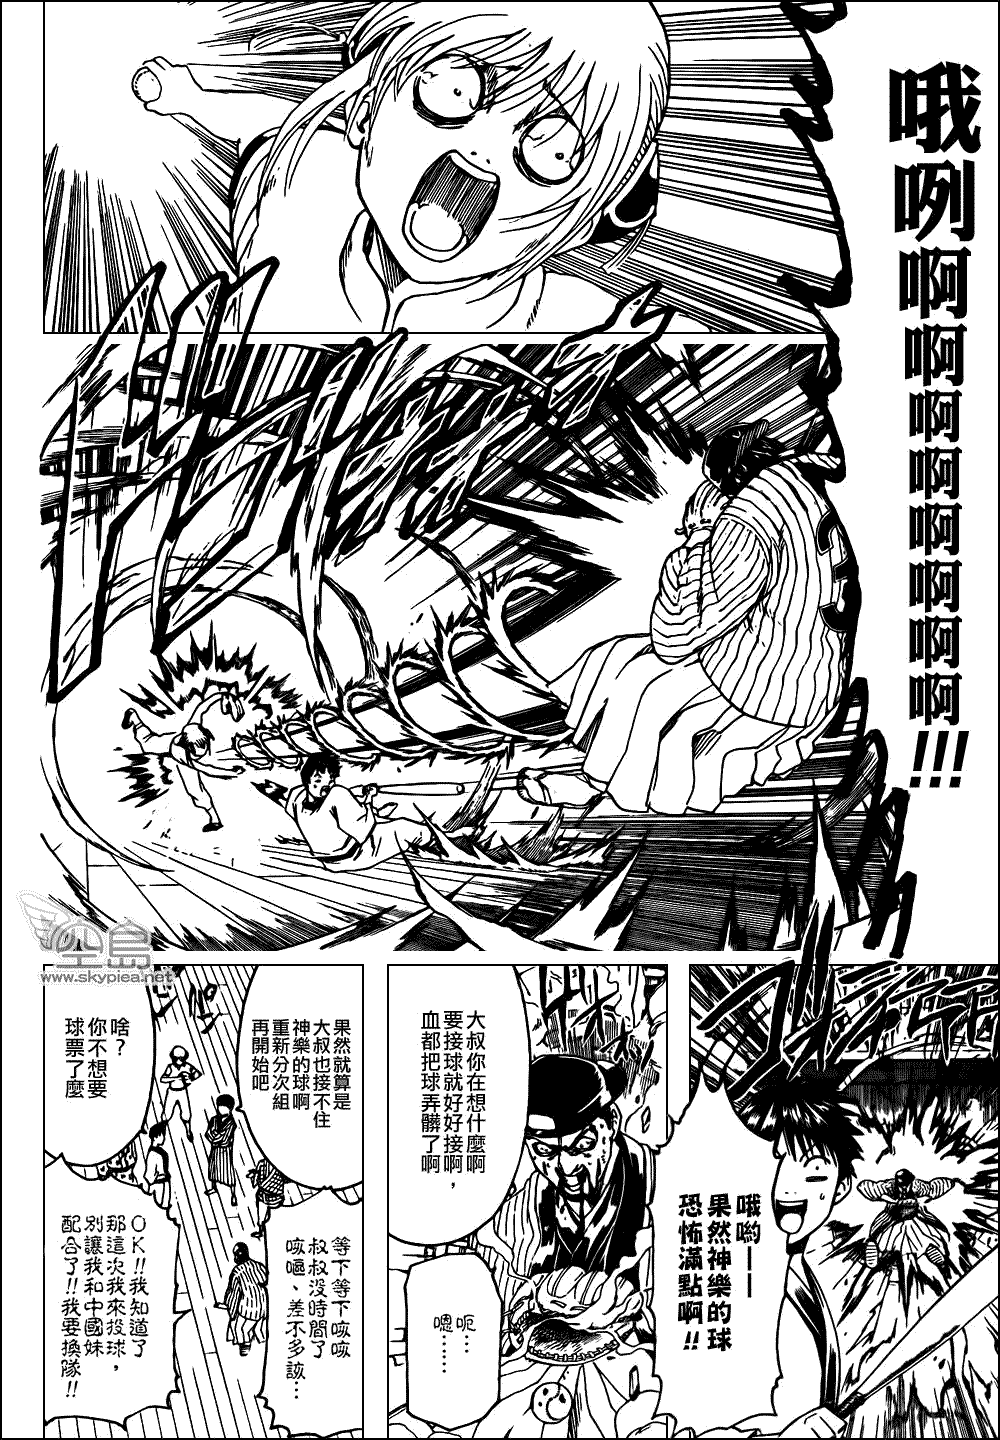 哦咧啊啊啊啊啊啊啊啊!!!
哦喲——
果然神樂的球
恐怖滿點啊!!
大叔你在想什麼啊
要接球就好好接啊，
血都把球弄髒了啊
呃…
嗯……
果然就算是
大叔也接不住
神樂的球啊
重新分次組
再開始吧
等下等下咳咳
叔叔没時間了
咳嘔、差不多該…
啥？
你不想要
球票了麼
OK!!我知道了
那這次我來投球，
別讓我和中國妹
配合了!!我要換隊!!
空島
www.skypiea.net